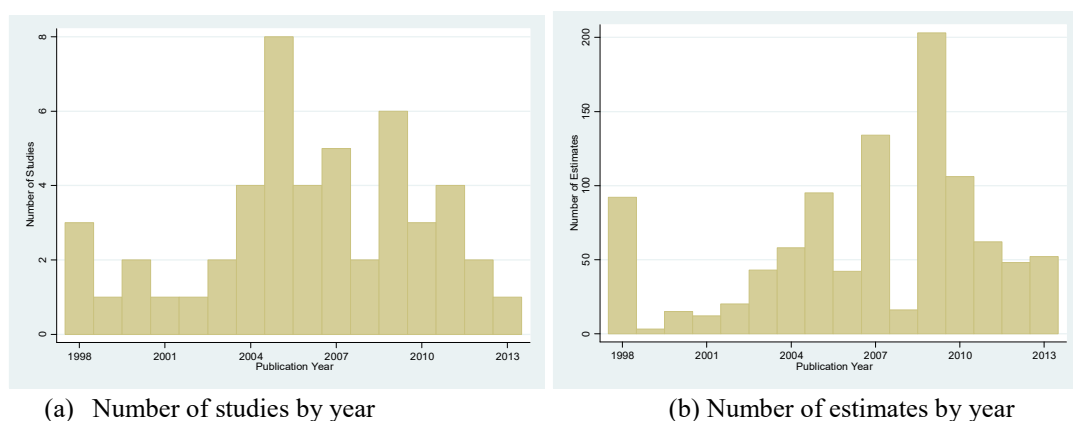 8
6
4
2
0
Number of Studies
1998 2001 2004 2007 2010 2013
Publication Year
200
150
100
50
0
Number of Estimates
1998 2001 2004 2007 2010 2013
Publication Year
(a) Number of studies by year
(b) Number of estimates by year